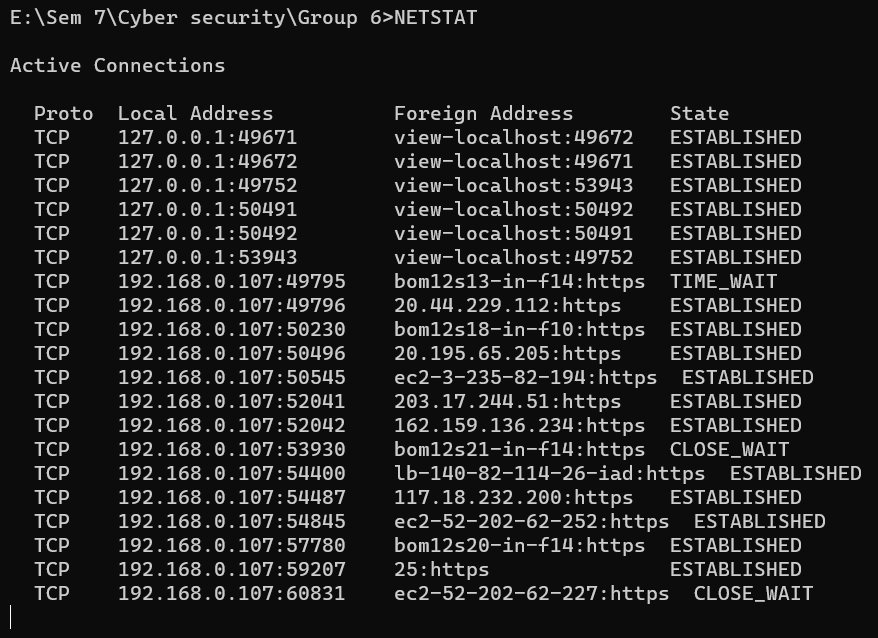 E:\Sem 7\Cyber security\Group 6>NETSTAT
Active Connections
Proto  Local Address          Foreign Address        State
TCP    127.0.0.1:49671        view-localhost:49672   ESTABLISHED
TCP    127.0.0.1:49672        view-localhost:49671   ESTABLISHED
TCP    127.0.0.1:49752        view-localhost:53943   ESTABLISHED
TCP    127.0.0.1:50491        view-localhost:50492   ESTABLISHED
TCP    127.0.0.1:50492        view-localhost:50491   ESTABLISHED
TCP    127.0.0.1:53943        view-localhost:49752   ESTABLISHED
TCP    192.168.0.107:49795    bom12s13-in-f14:https  TIME_WAIT
TCP    192.168.0.107:49796    20.44.229.112:https    ESTABLISHED
TCP    192.168.0.107:50230    bom12s18-in-f10:https  ESTABLISHED
TCP    192.168.0.107:50496    20.195.65.205:https    ESTABLISHED
TCP    192.168.0.107:50545    ec2-3-235-82-194:https  ESTABLISHED
TCP    192.168.0.107:52041    203.17.244.51:https    ESTABLISHED
TCP    192.168.0.107:52042    162.159.136.234:https  ESTABLISHED
TCP    192.168.0.107:53930    bom12s21-in-f14:https  CLOSE_WAIT
TCP    192.168.0.107:54400    lb-140-82-114-26-iad:https  ESTABLISHED
TCP    192.168.0.107:54487    117.18.232.200:https   ESTABLISHED
TCP    192.168.0.107:54845    ec2-52-202-62-252:https  ESTABLISHED
TCP    192.168.0.107:57780    bom12s20-in-f14:https  ESTABLISHED
TCP    192.168.0.107:59207    25:https               ESTABLISHED
TCP    192.168.0.107:60831    ec2-52-202-62-227:https  CLOSE_WAIT